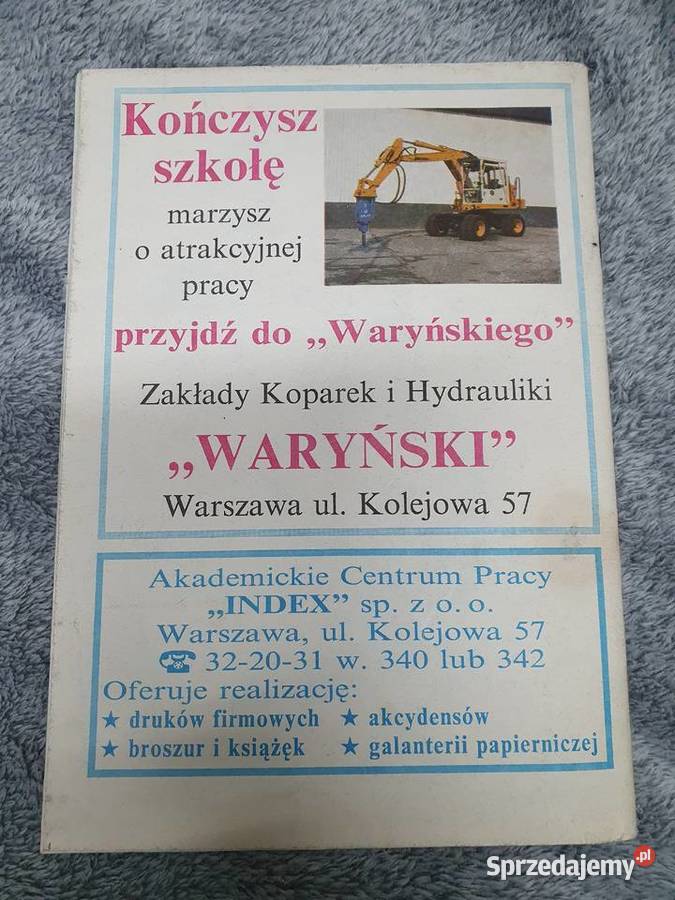 Kończysz
szkołę
marzysz
o atrakcyjnej
pracy
przyjdź do „Waryńskiego”
Zakłady Koparek i Hydrauliki
„WARYŃSKI”
Warszawa ul. Kolejowa 57
Akademickie Centrum Pracy
„INDEX” sp. z o. o.
Warszawa, ul. Kolejowa 57
☎ 32-20-31 w. 340 lub 342
Oferuje realizację:
★ druków firmowych ★ akcydensów
★ broszur i książęk ★ galanterii papierniczej
Sprzedajemy.pl